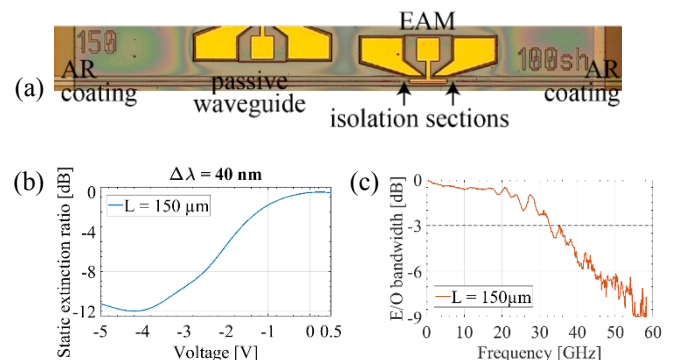 EAM
150
100sh
AR
coating
passive
waveguide
AR
coating
(a)
isolation sections
(b)
Δλ = 40 nm
Static extinction ratio [dB]
0
-4
-8
-12
L = 150 µm
-5
-4
-3
-2
-1
0 0.5
Voltage [V]
(c)
E/O bandwidth [dB]
0
-3
-6
-9
L = 150µm
0
10
20
30
40
50
60
Frequency [GHz]